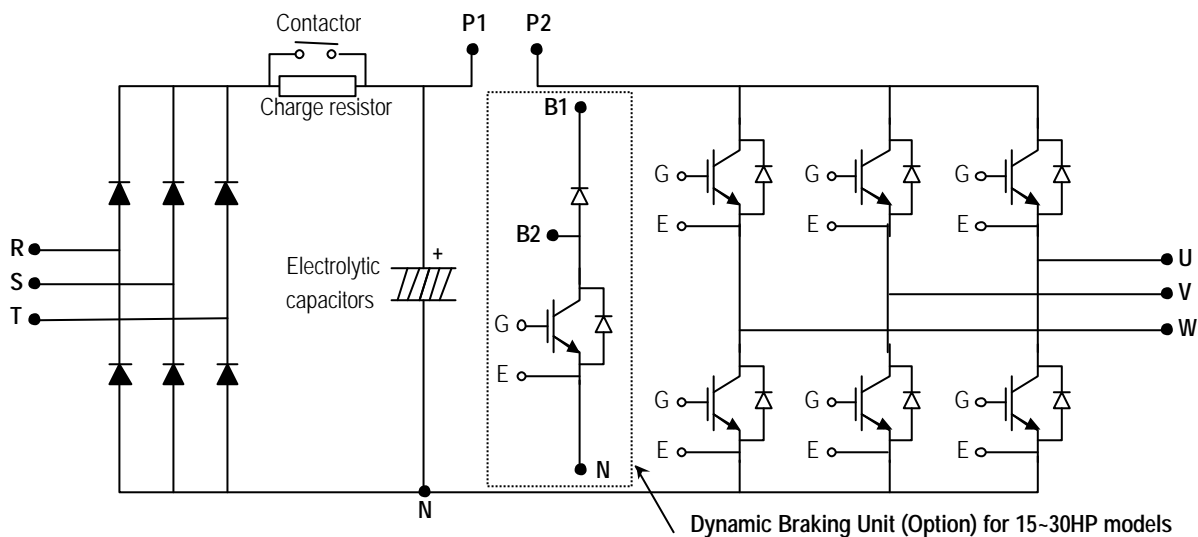 Contactor
P1
P2
Charge resistor
B1
G
G
G
E
E
E
B2
R
S
T
Electrolytic
capacitors
+
U
V
W
G
E
G
G
G
E
E
E
N
N
Dynamic Braking Unit (Option) for 15~30HP models